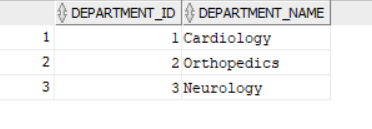 DEPARTMENT_ID DEPARTMENT_NAME
1 1 Cardiology
2 2 Orthopedics
3 3 Neurology